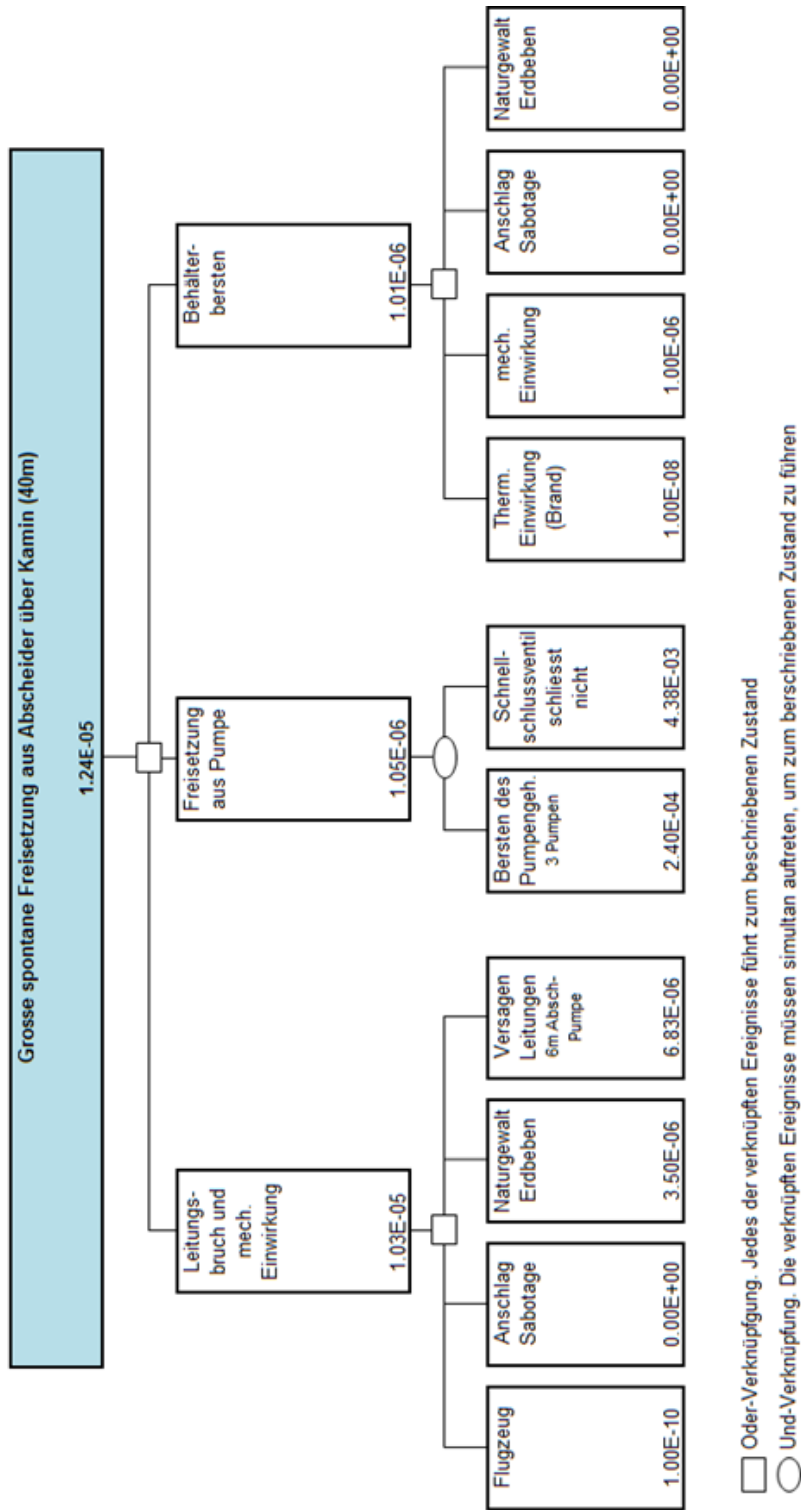 Grosse spontane Freisetzung aus Abscheider über Kamin (40m)
1.24E-05
Leitungs-
bruch und
mech.
Einwirkung
1.03E-05
Freisetzung
aus Pumpe
1.05E-06
Behälter-
bersten
1.01E-06
Flugzeug
1.00E-10
Anschlag
Sabotage
0.00E+00
Naturgewalt
Erdbeben
3.50E-06
Versagen
Leitungen
6m Absch-
Pumpe
6.83E-06
Bersten des
Pumpengeh.
3 Pumpen
2.40E-04
Schnell-
schlussventil
schliesst
nicht
4.38E-03
Therm.
Einwirkung
(Brand)
1.00E-08
mech.
Einwirkung
1.00E-06
Anschlag
Sabotage
0.00E+00
Naturgewalt
Erdbeben
0.00E+00
Oder-Verknüpfgung. Jedes der verknüpften Ereignisse führt zum beschriebenen Zustand
Und-Verknüpfung. Die verknüpften Ereignisse müssen simultan auftreten, um zum berschriebenen Zustand zu führen